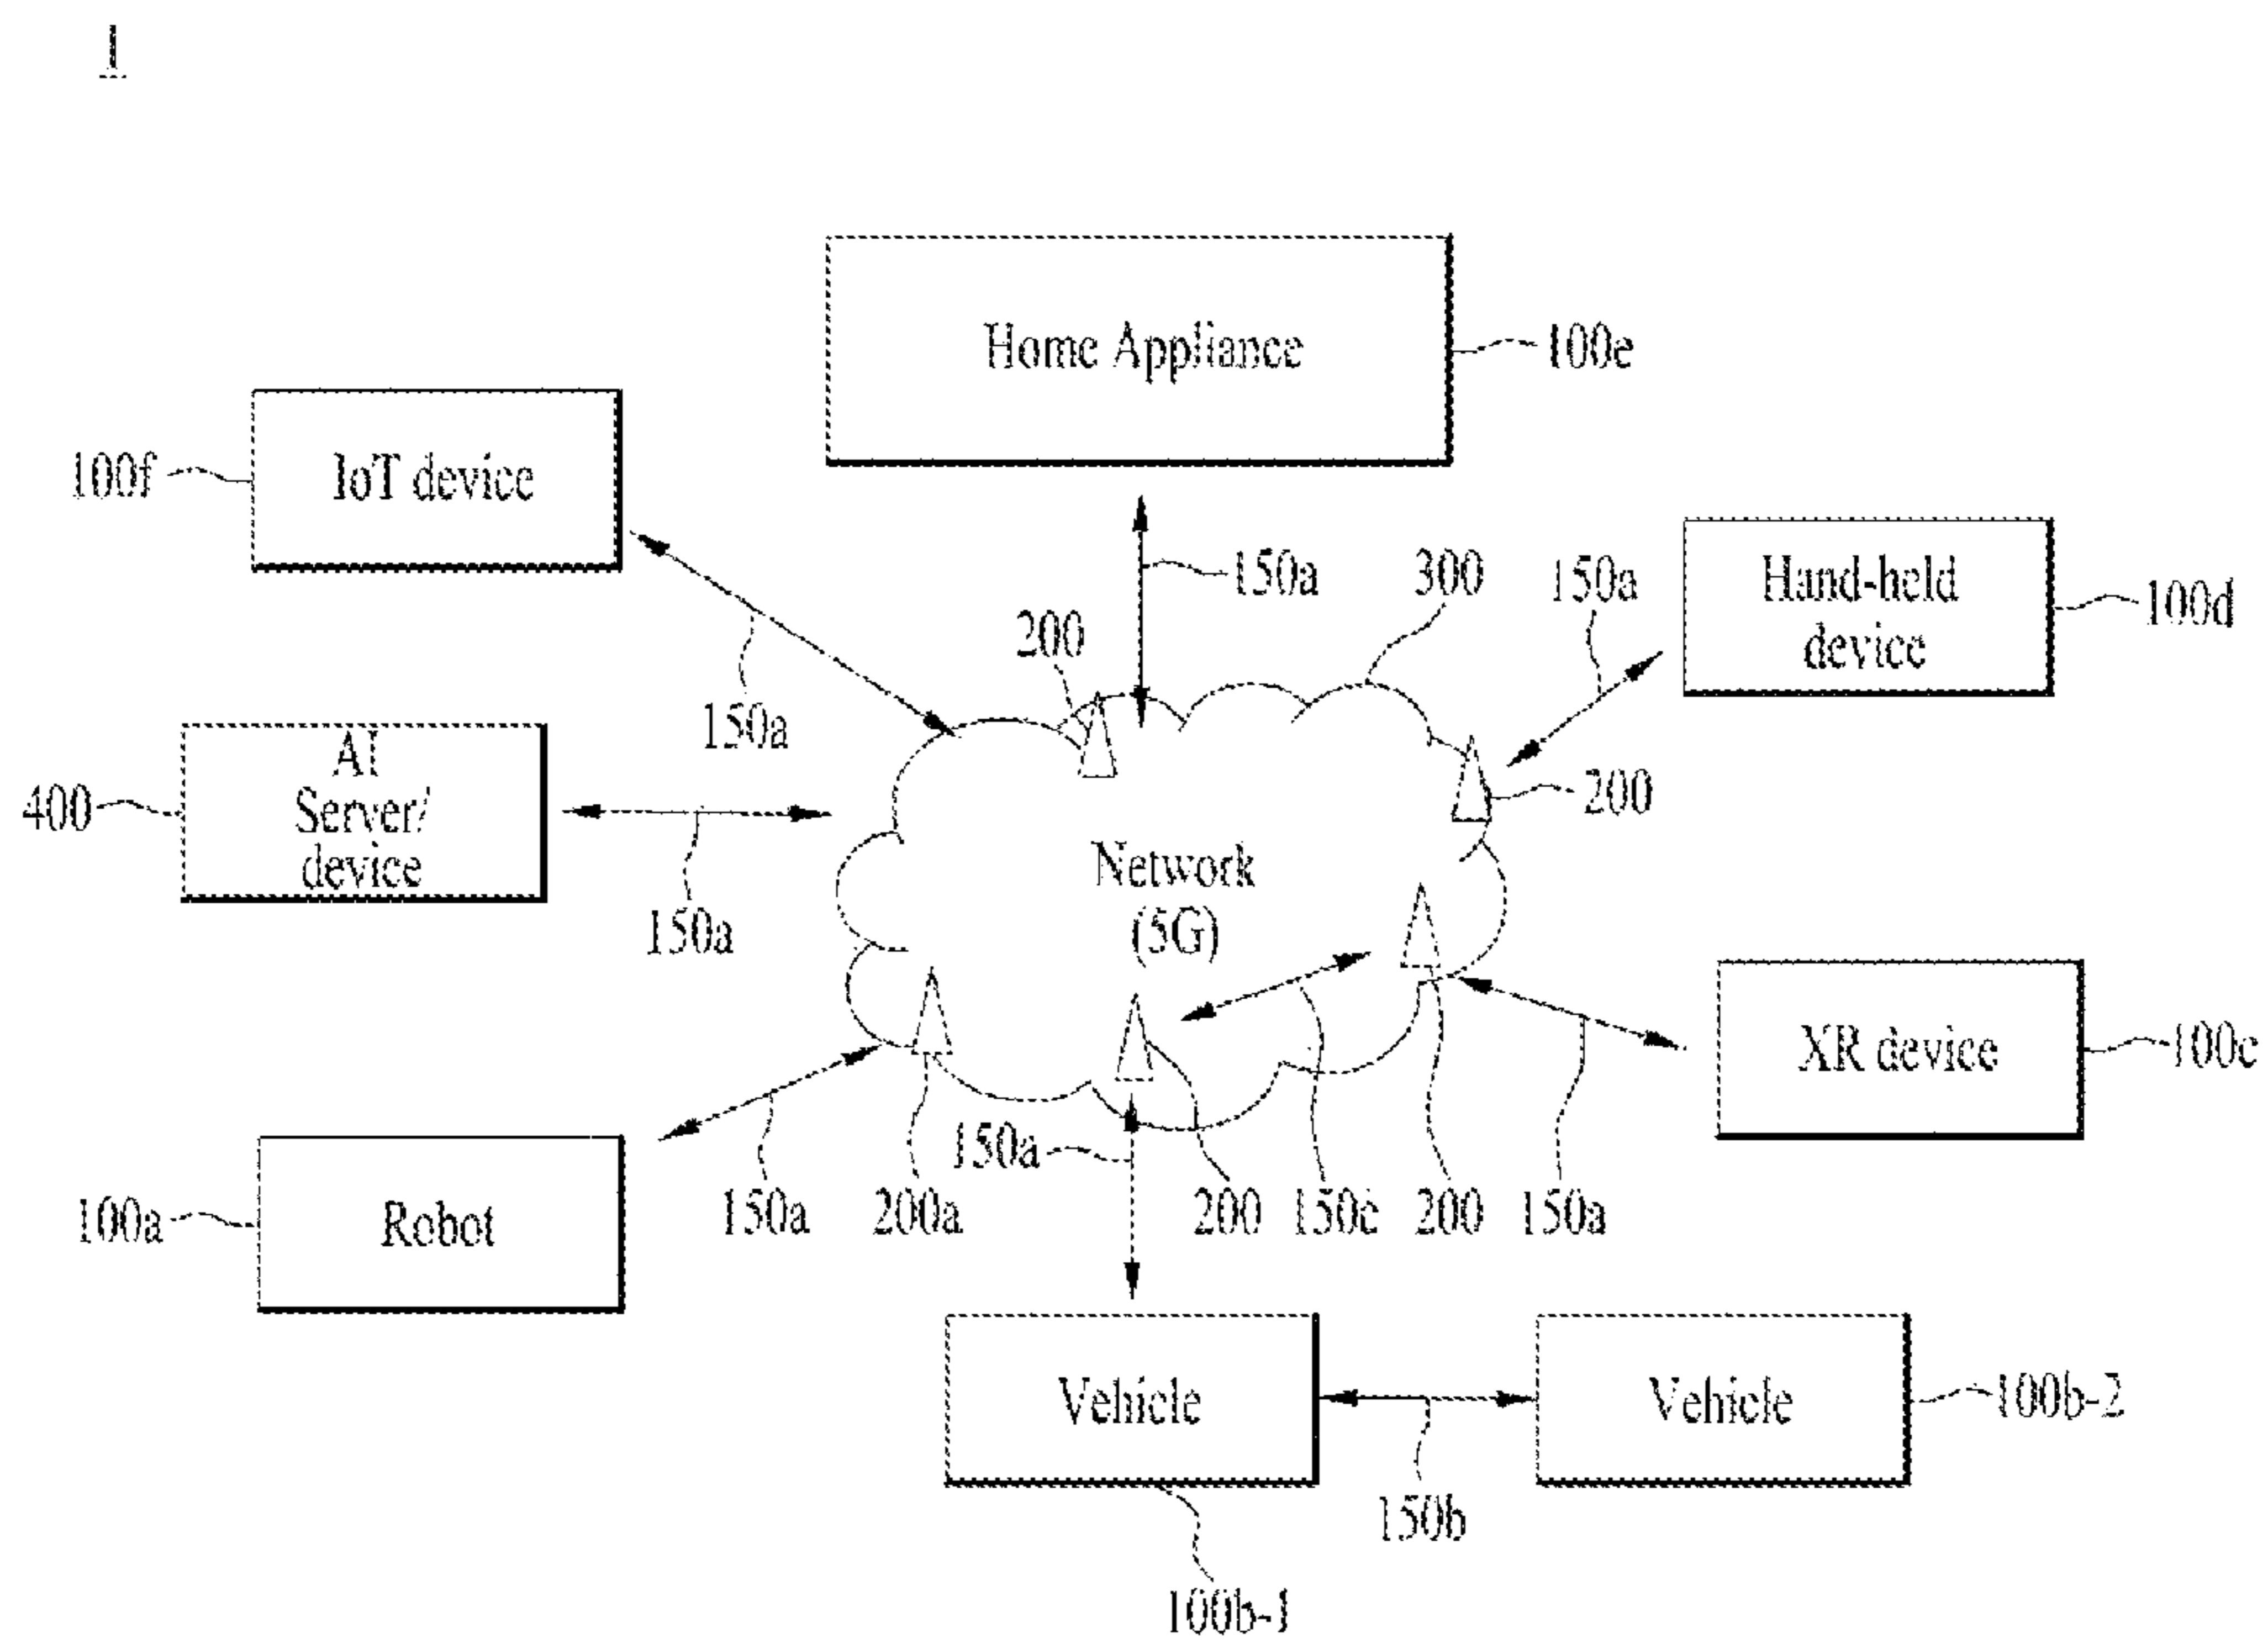 1
Home Appliance
100e
100f
IoT device
150a
300
150a
Hand-held
device
100d
200
150a
AI
Server/
device
400
200
150a
Network
(5G)
XR device
100c
150a
100a
Robot
150a
200a
200
150c
200
150a
Vehicle
Vehicle
100b-2
150b
100b-1